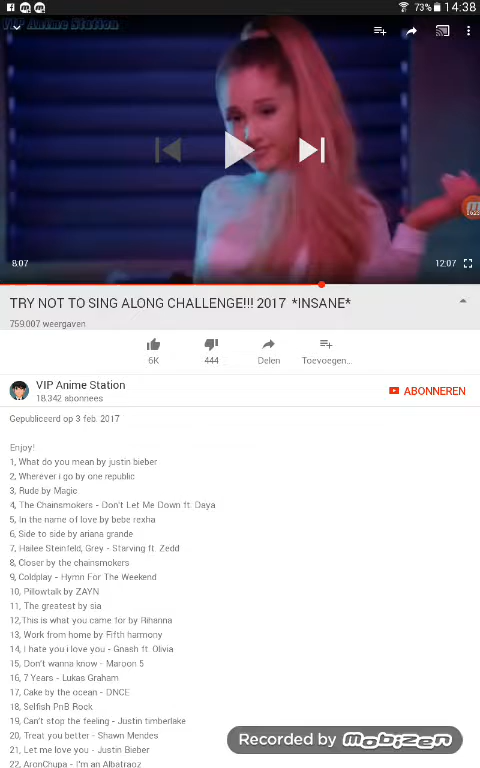 73% 14:38
VIP Anime Station
8:07
12:07
TRY NOT TO SING ALONG CHALLENGE!!! 2017 *INSANE*
759.007 weergaven
6K
444
Delen
Toevoegen...
VIP Anime Station
18.342 abonnees
ABONNEREN
Gepubliceerd op 3 feb. 2017
Enjoy!
1, What do you mean by justin bieber
2, Wherever i go by one republic
3, Rude by Magic
4, The Chainsmokers - Don't Let Me Down ft. Daya
5, In the name of love by bebe rexha
6, Side to side by ariana grande
7, Hailee Steinfeld, Grey - Starving ft. Zedd
8, Closer by the chainsmokers
9, Coldplay - Hymn For The Weekend
10, Pillowtalk by ZAYN
11, The greatest by sia
12,This is what you came for by Rihanna
13, Work from home by Fifth harmony
14, I hate you i love you - Gnash ft. Olivia
15, Don't wanna know - Maroon 5
16, 7 Years - Lukas Graham
17, Cake by the ocean - DNCE
18, Selfish PnB Rock
19, Can't stop the feeling - Justin timberlake
20, Treat you better - Shawn Mendes
21, Let me love you - Justin Bieber
22, AronChupa - I'm an Albatraoz
Recorded by Mobizen